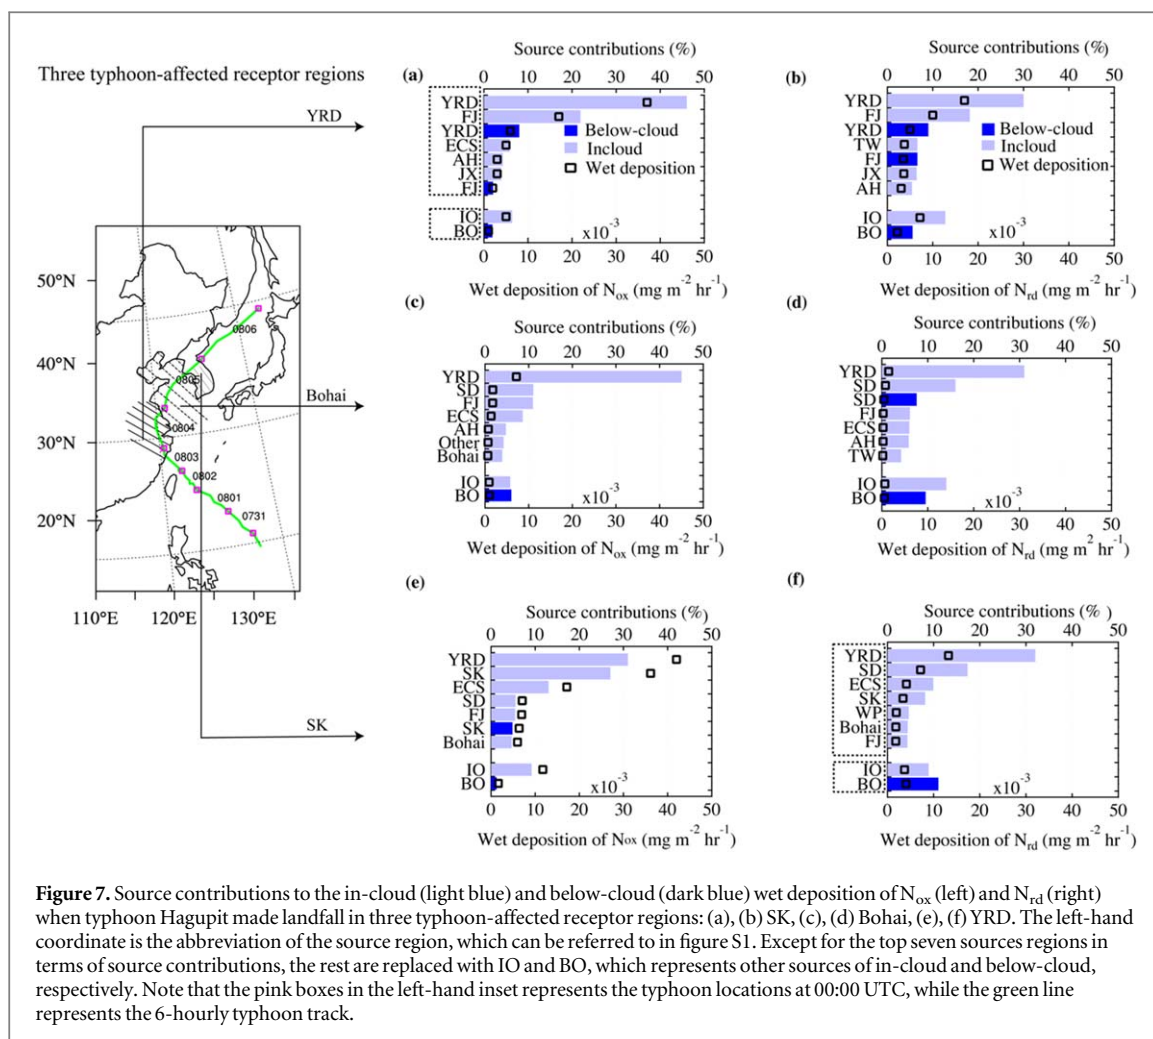 Three typhoon-affected receptor regions
YRD
Bohai
SK
50°N
40°N
30°N
20°N
110°E 120°E 130°E
0806
0805
0804
0803
0802
0801
0731
(a)
Source contributions (%)
0 10 20 30 40 50
YRD
FJ
YRD
ECS
AH
JX
FJ
IO
BO
Below-cloud
Incloud
Wet deposition
x10-3
0 10 20 30 40 50
Wet deposition of Nox (mg m-2 hr-1)
(b)
Source contributions (%)
0 10 20 30 40 50
YRD
FJ
YRD
TW
FJ
JX
AH
IO
BO
Below-cloud
Incloud
Wet deposition
x10-3
0 10 20 30 40 50
Wet deposition of Nrd (mg m-2 hr-1)
(c)
Source contributions (%)
0 10 20 30 40 50
YRD
SD
FJ
ECS
AH
Other
Bohai
IO
BO
x10-3
0 10 20 30 40 50
Wet deposition of Nox (mg m-2 hr-1)
(d)
Source contributions (%)
0 10 20 30 40 50
YRD
SD
SD
FJ
ECS
AH
TW
IO
BO
x10-3
0 10 20 30 40 50
Wet deposition of Nrd (mg m2 hr-1)
(e)
Source contributions (%)
0 10 20 30 40 50
YRD
SK
ECS
SD
FJ
SK
Bohai
IO
BO
x10-3
0 10 20 30 40 50
Wet deposition of Nox (mg m-2 hr-1)
(f)
Source contributions (% )
0 10 20 30 40 50
YRD
SD
ECS
SK
WP
Bohai
FJ
IO
BO
x10-3
0 10 20 30 40 50
Wet deposition of Nrd (mg m-2 hr-1)
Figure 7. Source contributions to the in-cloud (light blue) and below-cloud (dark blue) wet deposition of Nox (left) and Nrd (right)
when typhoon Hagupit made landfall in three typhoon-affected receptor regions: (a), (b) SK, (c), (d) Bohai, (e), (f) YRD. The left-hand
coordinate is the abbreviation of the source region, which can be referred to in figure S1. Except for the top seven sources regions in
terms of source contributions, the rest are replaced with IO and BO, which represents other sources of in-cloud and below-cloud,
respectively. Note that the pink boxes in the left-hand inset represents the typhoon locations at 00:00 UTC, while the green line
represents the 6-hourly typhoon track.